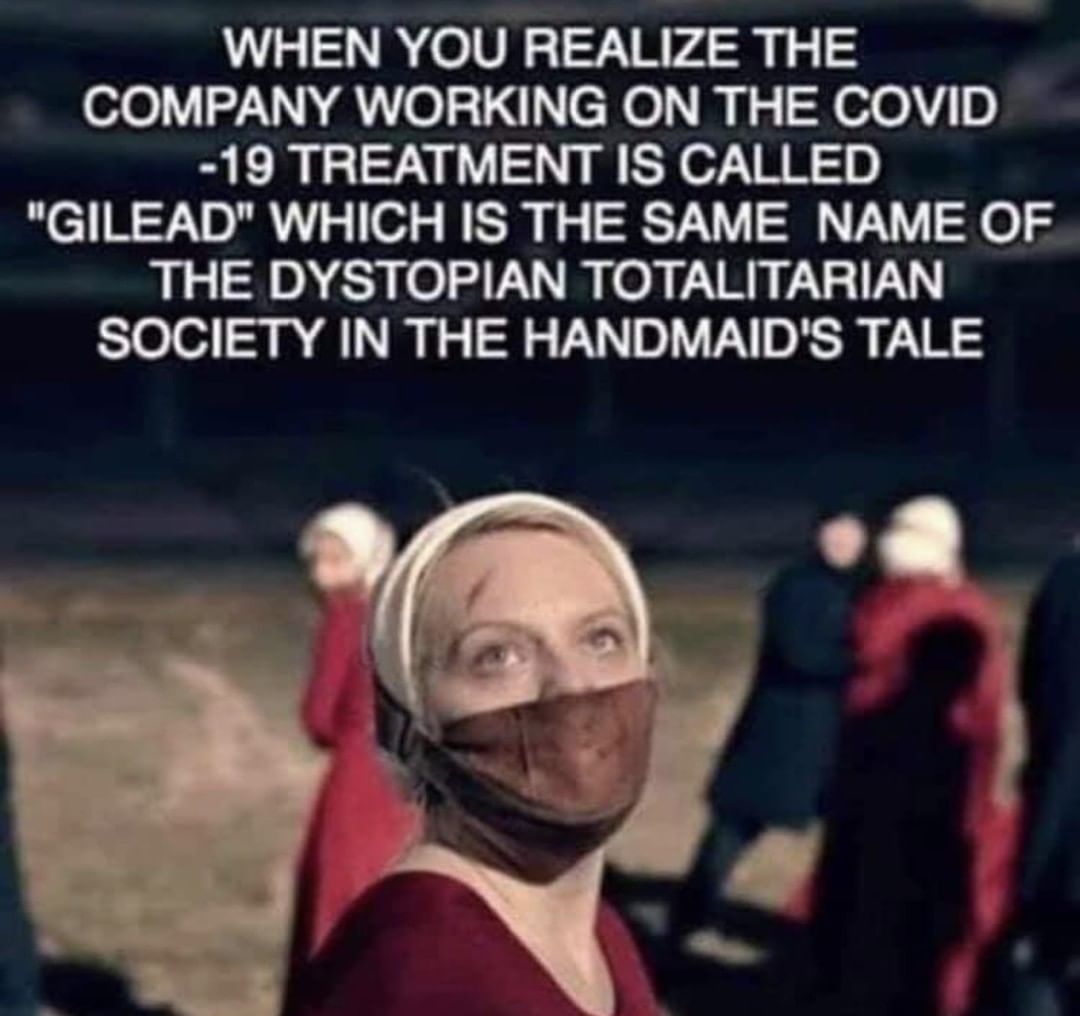 WHEN YOU REALIZE THE
COMPANY WORKING ON THE COVID
-19 TREATMENT IS CALLED
"GILEAD" WHICH IS THE SAME NAME OF
THE DYSTOPIAN TOTALITARIAN
SOCIETY IN THE HANDMAID'S TALE